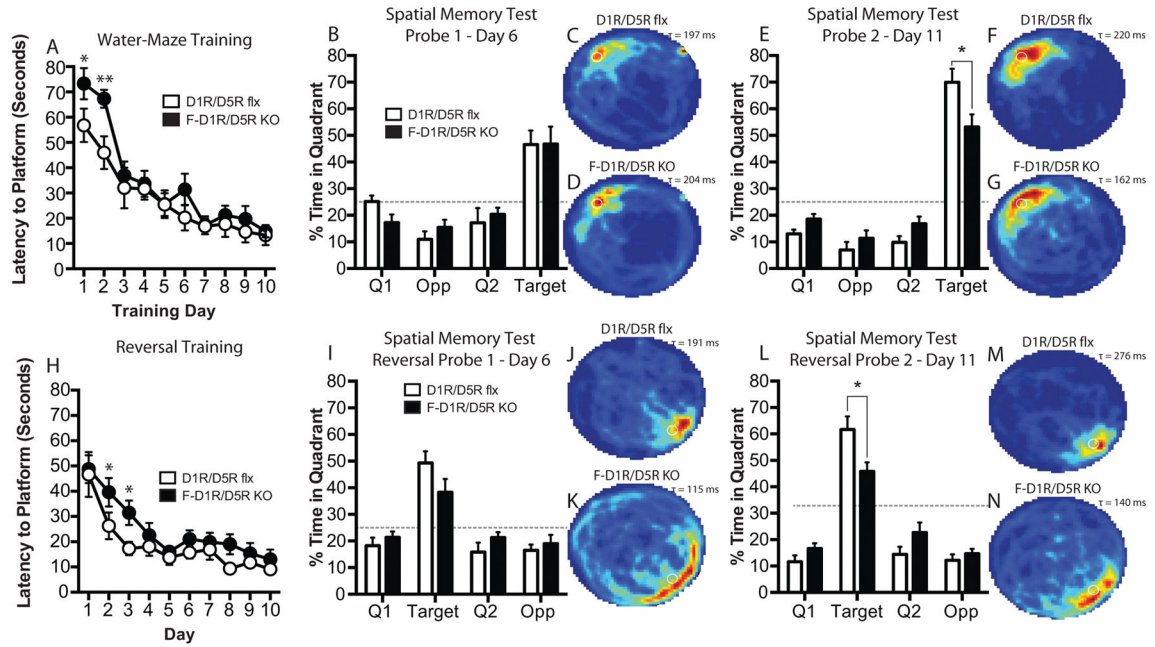 A
Water-Maze Training
Latency to Platform (Seconds)
80
70
60
50
40
30
20
10
0
*
**
D1R/D5R flx
F-D1R/D5R KO
1 2 3 4 5 6 7 8 9 10
Training Day
B
Spatial Memory Test
Probe 1 - Day 6
% Time in Quadrant
80
70
60
50
40
30
20
10
0
D1R/D5R flx
F-D1R/D5R KO
Q1 Opp Q2 Target
C
D1R/D5R flx
τ = 197 ms
D
F-D1R/D5R KO
τ = 204 ms
E
Spatial Memory Test
Probe 2 - Day 11
% Time in Quadrant
80
70
60
50
40
30
20
10
0
*
Q1 Opp Q2 Target
F
D1R/D5R flx
τ = 220 ms
G
F-D1R/D5R KO
τ = 162 ms
H
Reversal Training
Latency to Platform (Seconds)
80
70
60
50
40
30
20
10
0
*
*
D1R/D5R flx
F-D1R/D5R KO
1 2 3 4 5 6 7 8 9 10
Day
I
Spatial Memory Test
Reversal Probe 1 - Day 6
% Time in Quadrant
80
70
60
50
40
30
20
10
0
D1R/D5R flx
F-D1R/D5R KO
Q1 Target Q2 Opp
J
D1R/D5R flx
τ = 191 ms
K
F-D1R/D5R KO
τ = 115 ms
L
Spatial Memory Test
Reversal Probe 2 - Day 11
% Time in Quadrant
80
70
60
50
40
30
20
10
0
*
Q1 Target Q2 Opp
M
D1R/D5R flx
τ = 276 ms
N
F-D1R/D5R KO
τ = 140 ms